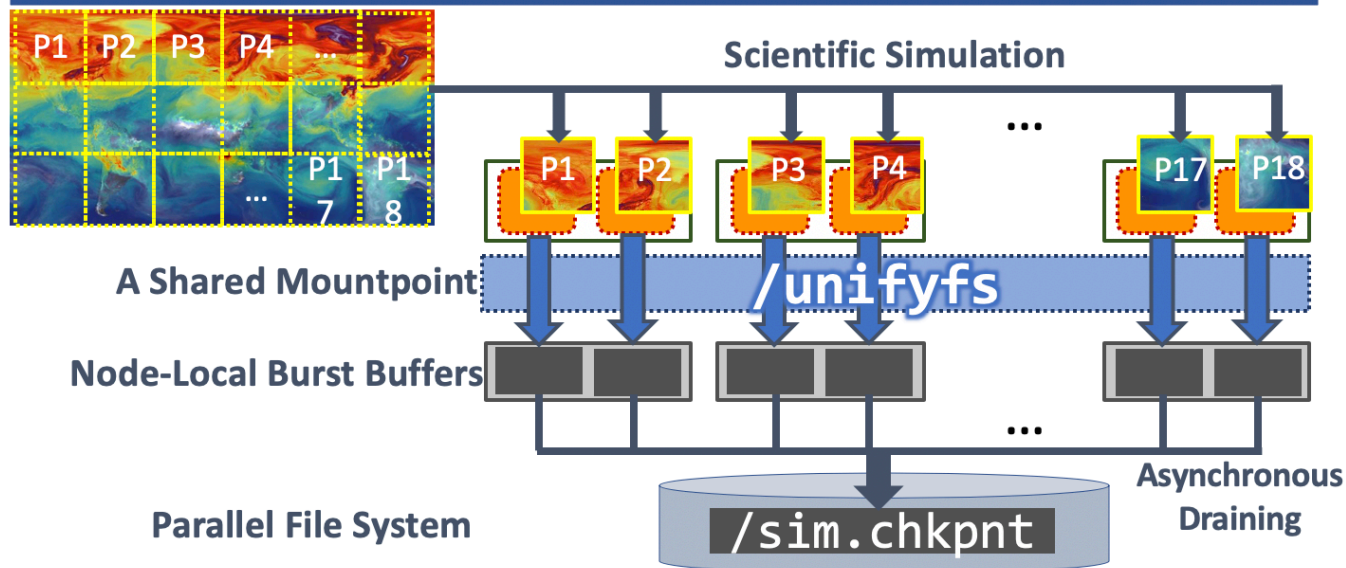 P1 P2 P3 P4 ...
Scientific Simulation
...
P1 P2 P3 P4 P17 P18
... P1 P1
7 8
A Shared Mountpoint
/unifyfs
Node-Local Burst Buffers
...
Asynchronous
Draining
Parallel File System
/sim.chkpnt